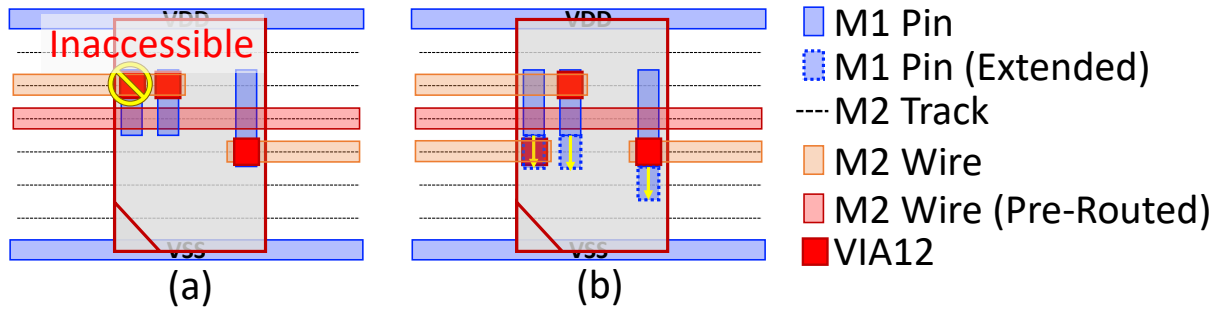 VDD
Inaccessible
VSS
(a)
VDD
VSS
(b)
M1 Pin
M1 Pin (Extended)
M2 Track
M2 Wire
M2 Wire (Pre-Routed)
VIA12